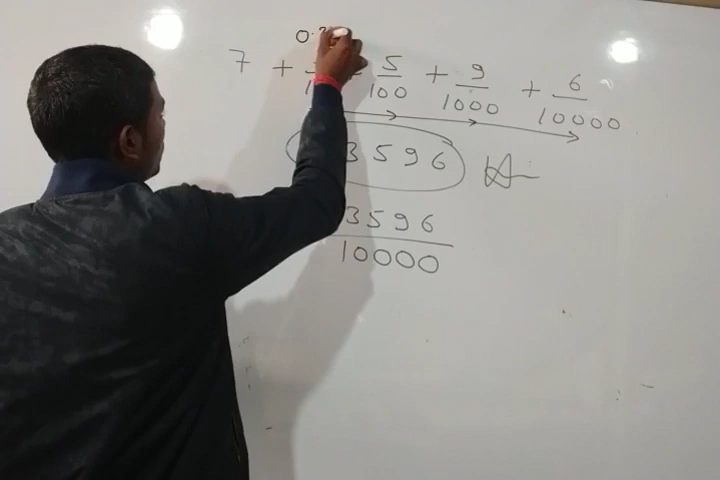 0.
7 + 5/100 + 9/1000 + 6/10000
3596
3596/10000